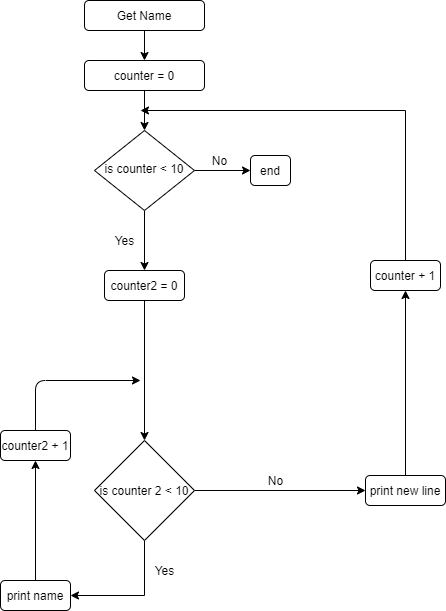 Get Name
counter = 0
is counter < 10
No
end
Yes
counter + 1
counter2 = 0
counter2 + 1
is counter 2 < 10
No
print new line
Yes
print name